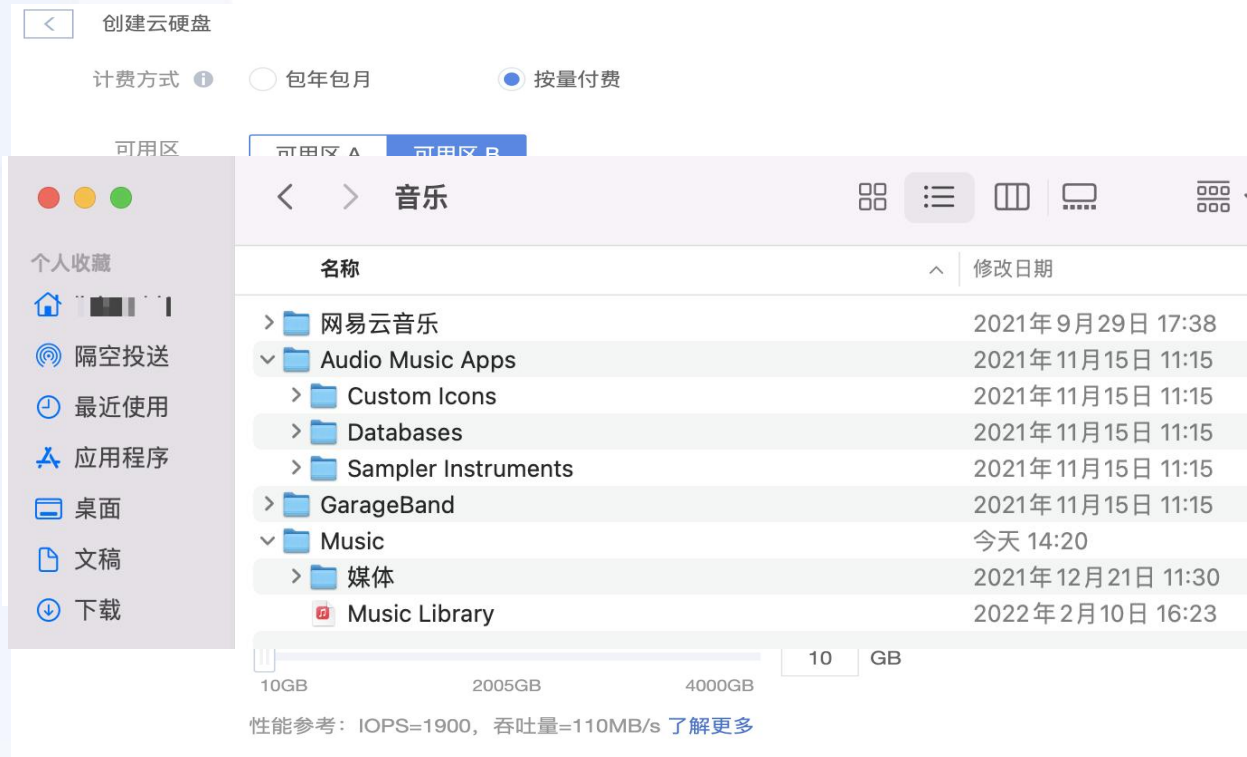 创建云硬盘
计费方式 包年包月 按量付费
可用区 可用区 A 可用区 B
音乐
个人收藏
隔空投送
最近使用
应用程序
桌面
文稿
下载
名称 修改日期
网易云音乐 2021年9月29日 17:38
Audio Music Apps 2021年11月15日 11:15
Custom Icons 2021年11月15日 11:15
Databases 2021年11月15日 11:15
Sampler Instruments 2021年11月15日 11:15
GarageBand 2021年11月15日 11:15
Music 今天 14:20
媒体 2021年12月21日 11:30
Music Library 2022年2月10日 16:23
10 GB
10GB 2005GB 4000GB
性能参考：IOPS=1900，吞吐量=110MB/s 了解更多